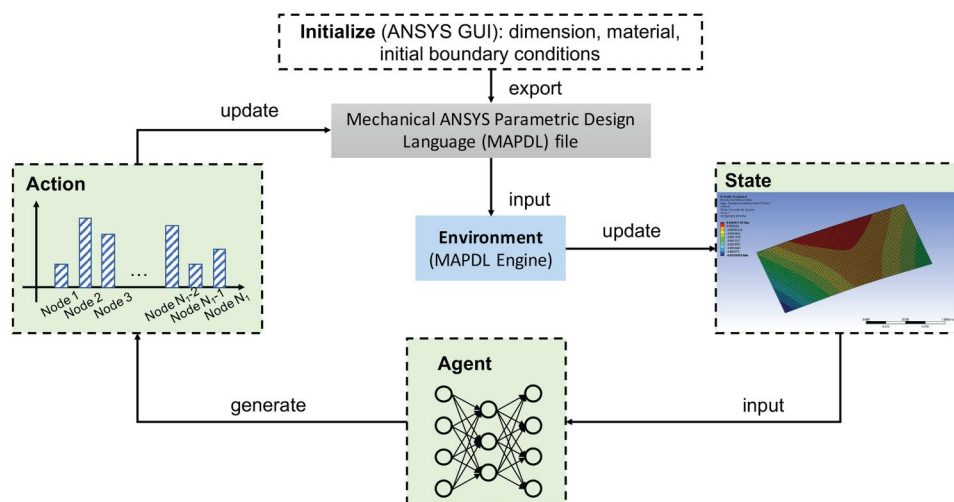 Initialize (ANSYS GUI): dimension, material,
initial boundary conditions
export
update
Mechanical ANSYS Parametric Design
Language (MAPDL) file
input
Action
Node 1
Node 2
Node 3
...
Node N₁-2
Node N₁-1
Node N₁
Environment
(MAPDL Engine)
update
State
Agent
generate
input